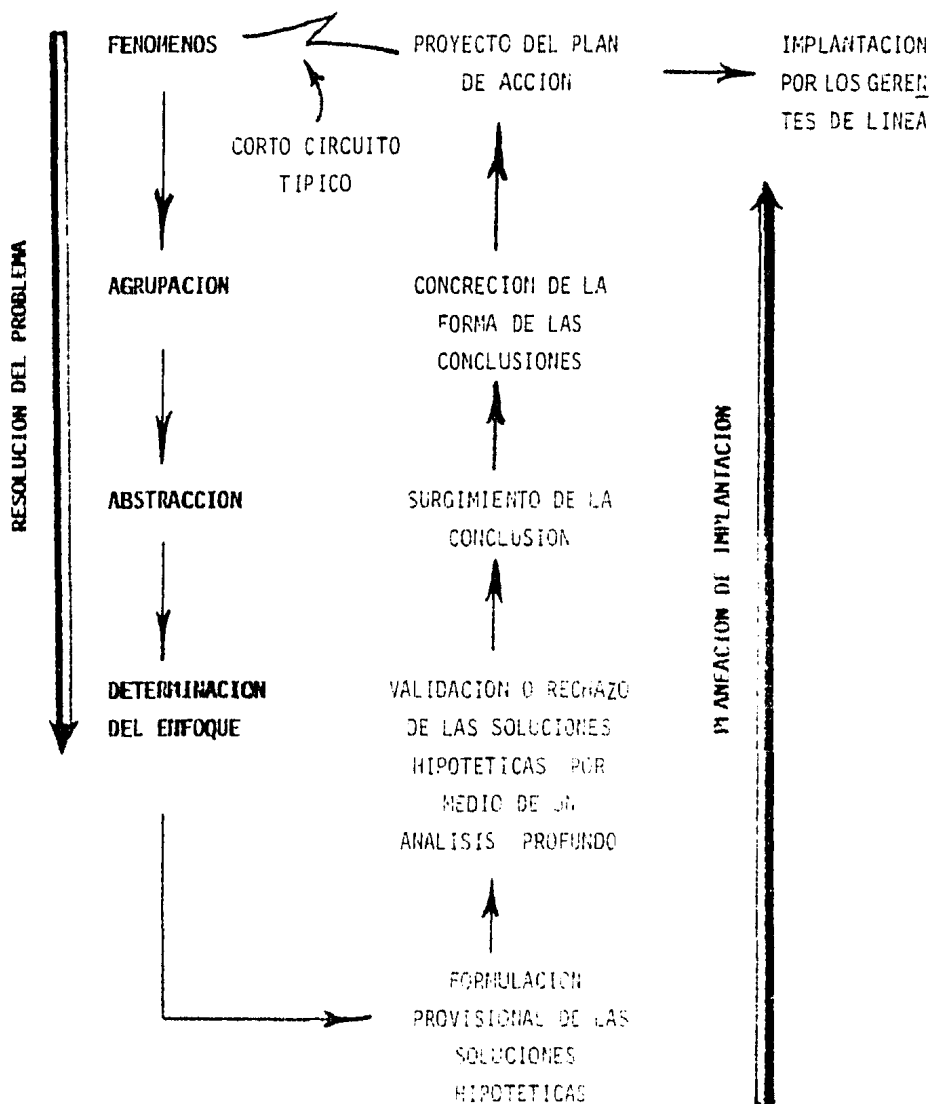 FENOMENOS
PROYECTO DEL PLAN
DE ACCION
IMPLANTACION
POR LOS GEREN
TES DE LINEA
CORTO CIRCUITO
TIPICO
RESOLUCION DEL PROBLEMA
AGRUPACION
CONCRECION DE LA
FORMA DE LAS
CONCLUSIONES
ABSTRACCION
SURGIMIENTO DE LA
CONCLUSION
PLANEACION DE IMPLANTACION
DETERMINACION
DEL ENFOQUE
VALIDACION O RECHAZO
DE LAS SOLUCIONES
HIPOTETICAS POR
MEDIO DE UN
ANALISIS PROFUNDO
FORMULACION
PROVISIONAL DE LAS
SOLUCIONES
HIPOTETICAS